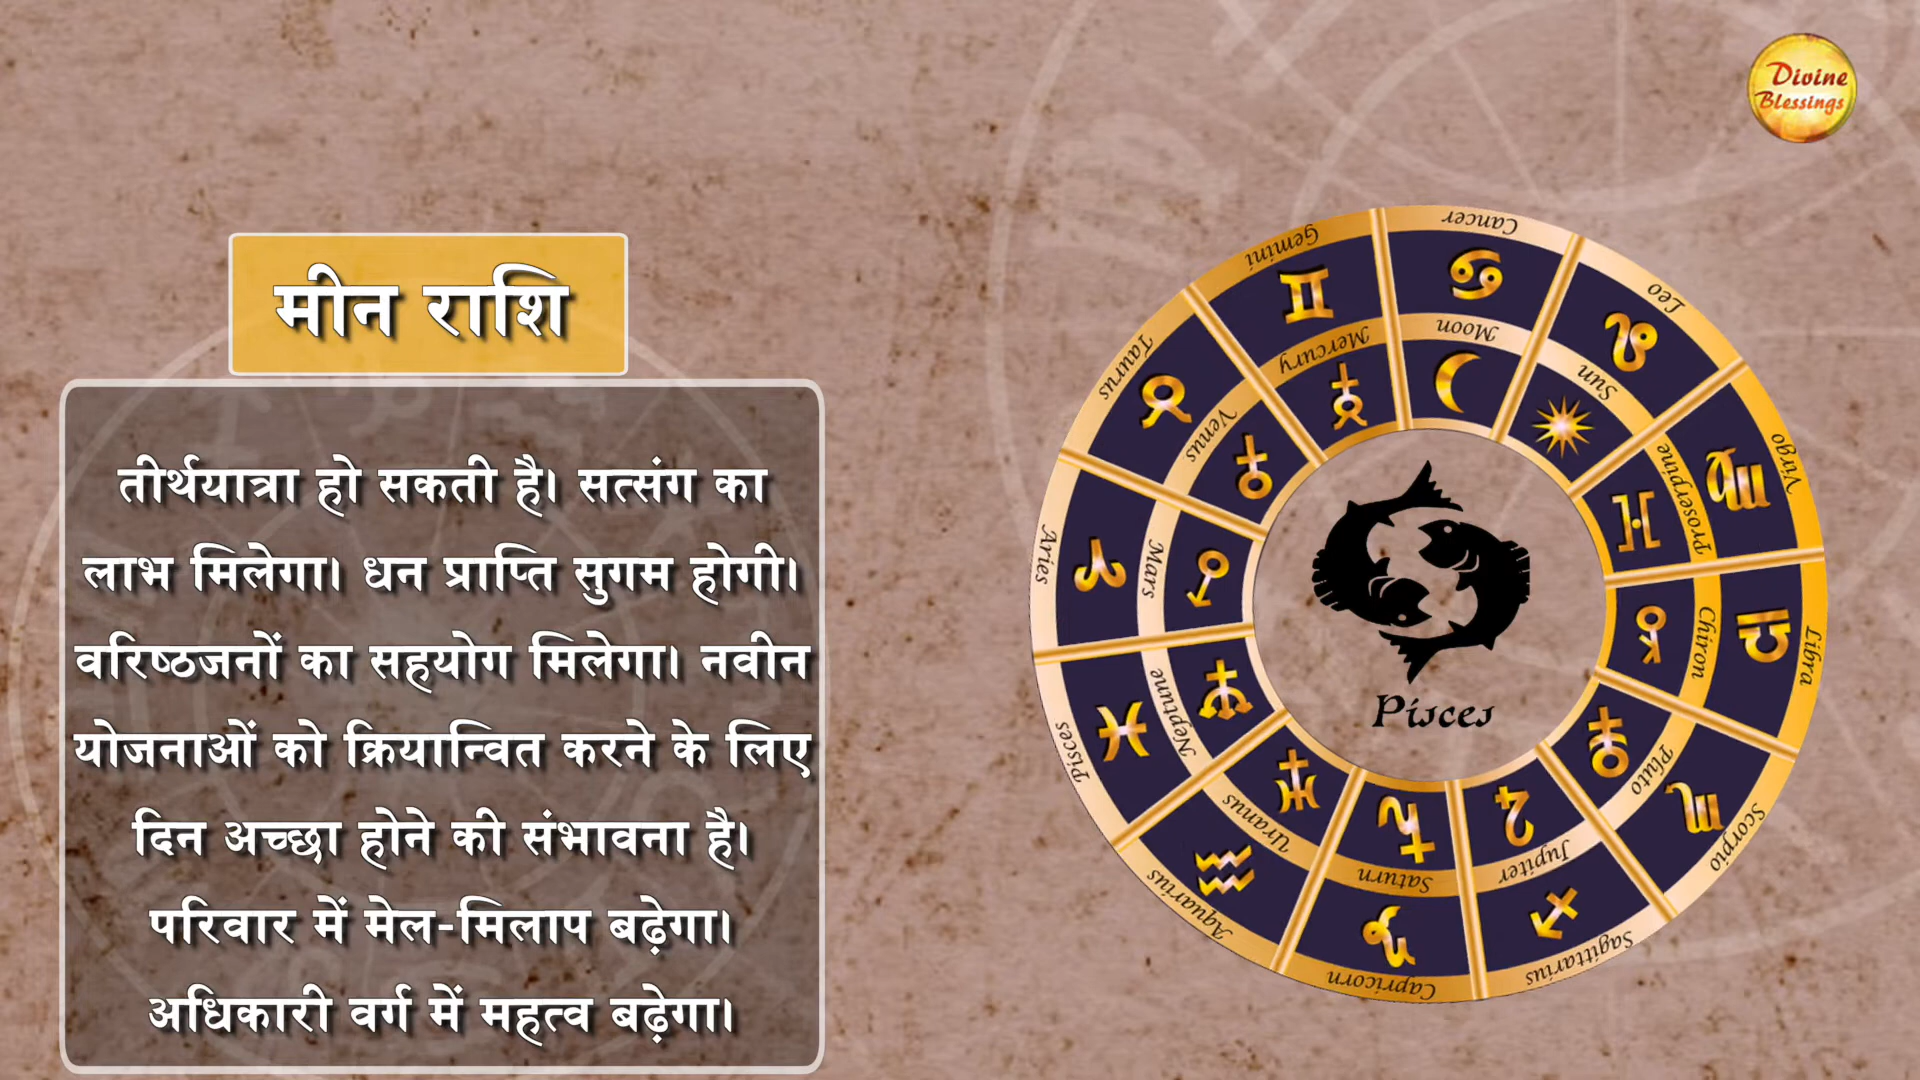 Divine
Blessings
मीन राशि
तीर्थयात्रा हो सकती है। सत्संग का
लाभ मिलेगा। धन प्राप्ति सुगम होगी।
वरिष्ठजनों का सहयोग मिलेगा। नवीन
योजनाओं को क्रियान्वित करने के लिए
दिन अच्छा होने की संभावना है।
परिवार में मेल-मिलाप बढ़ेगा।
अधिकारी वर्ग में महत्व बढ़ेगा।
Cancer
Leo
Virgo
Libra
Scorpio
Sagittarius
Capricorn
Aquarius
Pisces
Aries
Taurus
Gemini
Moon
Sun
Proserpine
Chiron
Pluto
Jupiter
Saturn
Uranus
Neptune
Mars
Venus
Mercury
Pisces